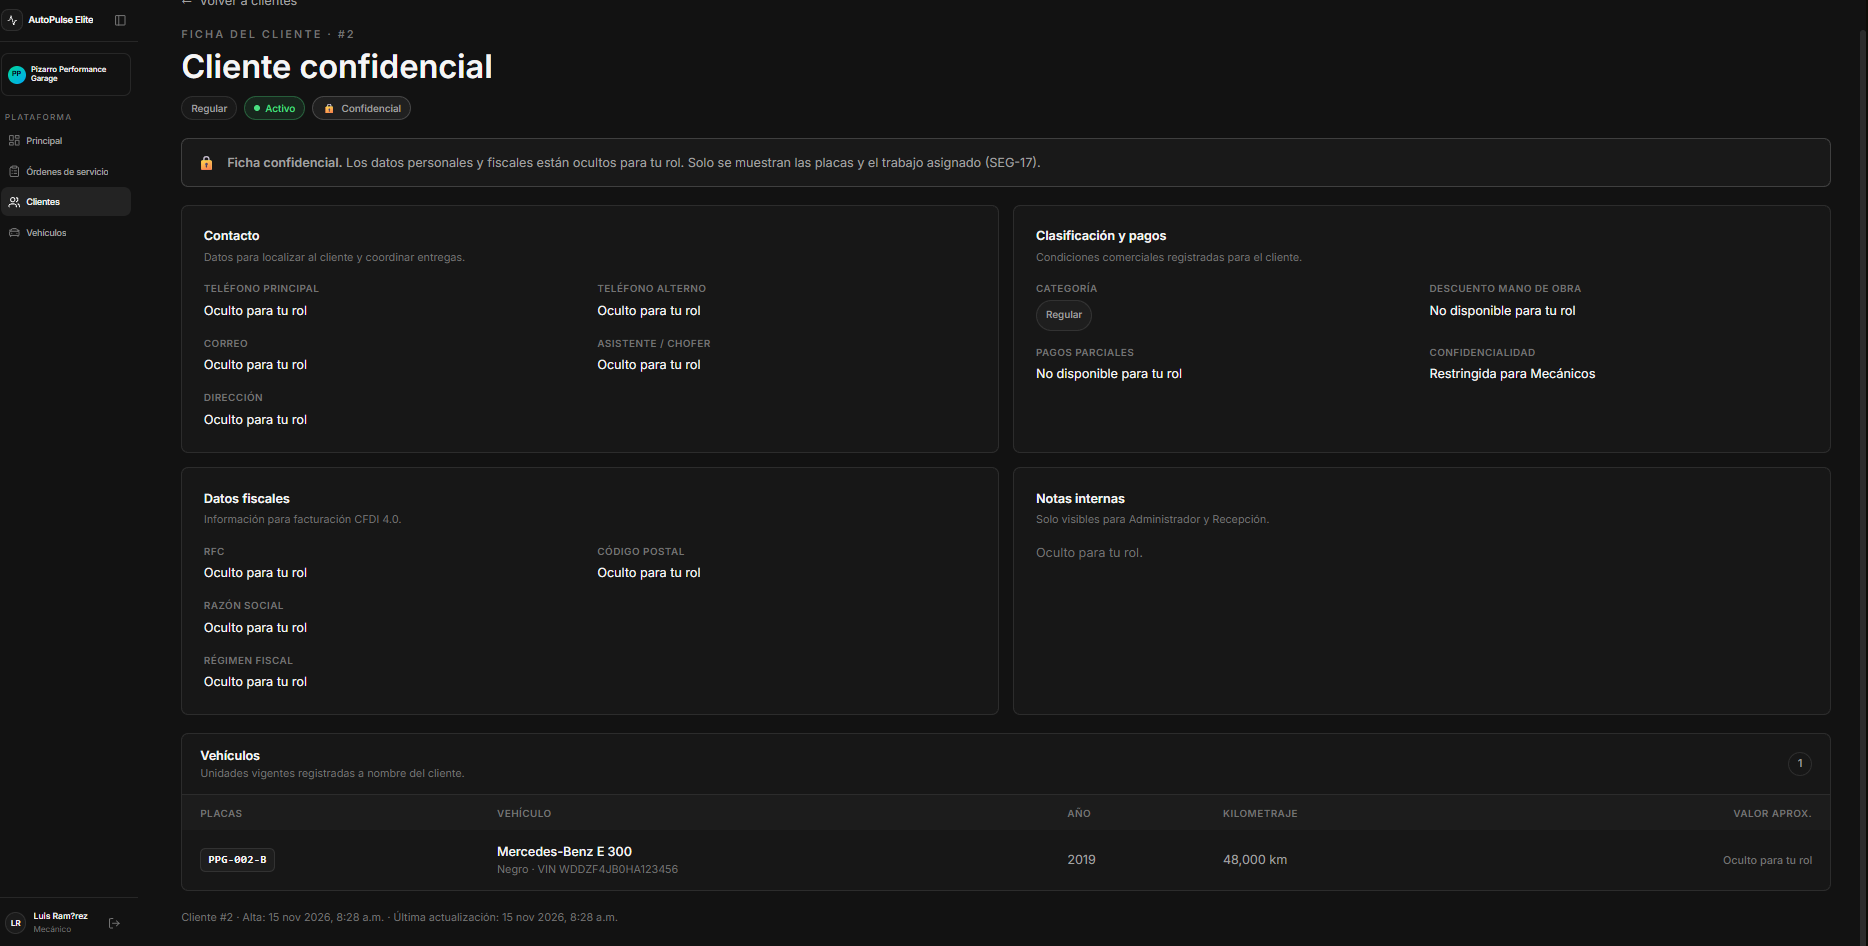 AutoPulse Elite
PP
Pizarro Performance
Garage
PLATAFORMA
Principal
Órdenes de servicio
Clientes
Vehículos
LR
Luis Ram?rez
Mecánico
← Volver a clientes
FICHA DEL CLIENTE · #2
Cliente confidencial
Regular
Activo
Confidencial
Ficha confidencial. Los datos personales y fiscales están ocultos para tu rol. Solo se muestran las placas y el trabajo asignado (SEG-17).
Contacto
Datos para localizar al cliente y coordinar entregas.
TELÉFONO PRINCIPAL
Oculto para tu rol
TELÉFONO ALTERNO
Oculto para tu rol
CORREO
Oculto para tu rol
ASISTENTE / CHOFER
Oculto para tu rol
DIRECCIÓN
Oculto para tu rol
Clasificación y pagos
Condiciones comerciales registradas para el cliente.
CATEGORÍA
Regular
DESCUENTO MANO DE OBRA
No disponible para tu rol
PAGOS PARCIALES
No disponible para tu rol
CONFIDENCIALIDAD
Restringida para Mecánicos
Datos fiscales
Información para facturación CFDI 4.0.
RFC
Oculto para tu rol
CÓDIGO POSTAL
Oculto para tu rol
RAZÓN SOCIAL
Oculto para tu rol
RÉGIMEN FISCAL
Oculto para tu rol
Notas internas
Solo visibles para Administrador y Recepción.
Oculto para tu rol.
Vehículos
Unidades vigentes registradas a nombre del cliente.
1
PLACAS VEHÍCULO AÑO KILOMETRAJE VALOR APROX.
PPG-002-B
Mercedes-Benz E 300
Negro · VIN WDDZF4JB0HA123456
2019
48,000 km
Oculto para tu rol
Cliente #2 · Alta: 15 nov 2026, 8:28 a.m. · Última actualización: 15 nov 2026, 8:28 a.m.